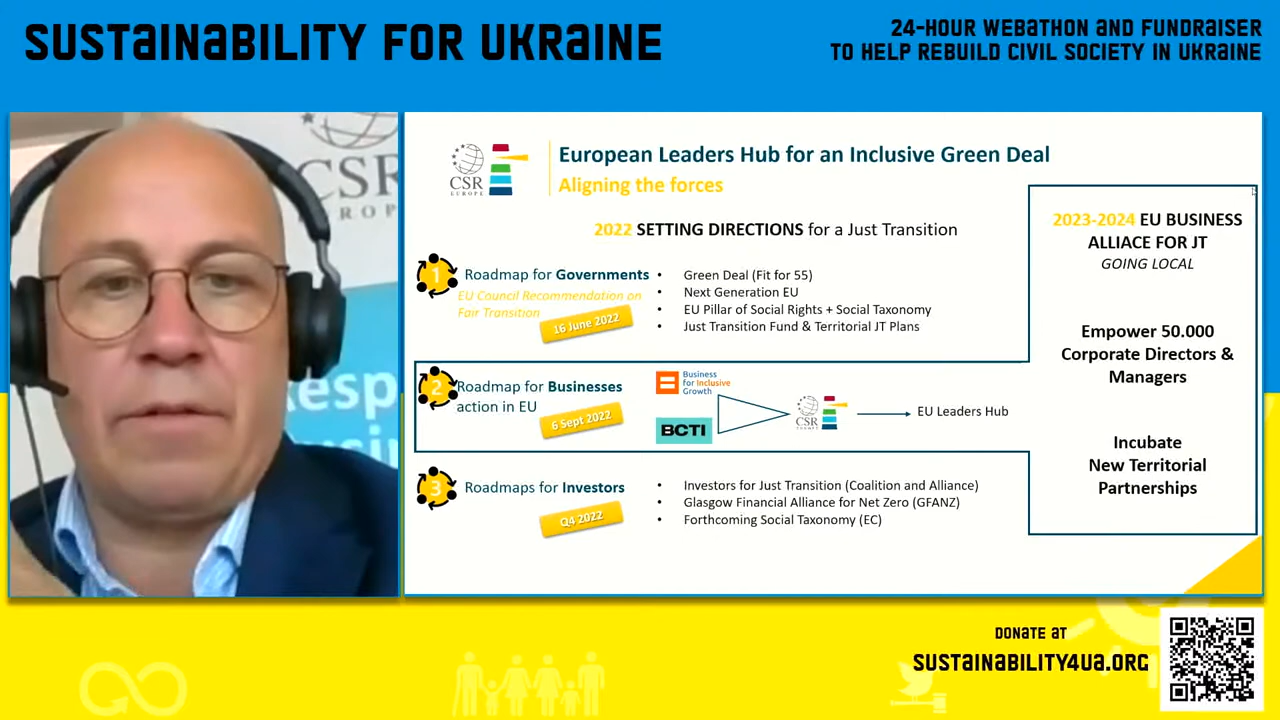 SUSTAINABILITY FOR UKRAINE
24-HOUR WEBATHON AND FUNDRAISER
TO HELP REBUILD CIVIL SOCIETY IN UKRAINE
CSR
EUROP
Resp
usin
CSR
EUROPE
European Leaders Hub for an Inclusive Green Deal
Aligning the forces
2022 SETTING DIRECTIONS for a Just Transition
1
Roadmap for Governments
EU Council Recommendation on
Fair Transition
16 June 2022
• Green Deal (Fit for 55)
• Next Generation EU
• EU Pillar of Social Rights + Social Taxonomy
• Just Transition Fund & Territorial JT Plans
2
Roadmap for Businesses
action in EU
6 Sept 2022
Business
for Inclusive
Growth
BCTI
CSR
EUROPE
EU Leaders Hub
3
Roadmaps for Investors
Q4 2022
• Investors for Just Transition (Coalition and Alliance)
• Glasgow Financial Alliance for Net Zero (GFANZ)
• Forthcoming Social Taxonomy (EC)
2023-2024 EU BUSINESS
ALLIACE FOR JT
GOING LOCAL
Empower 50.000
Corporate Directors &
Managers
Incubate
New Territorial
Partnerships
DONATE AT
SUSTAINABILITY4UA.ORG